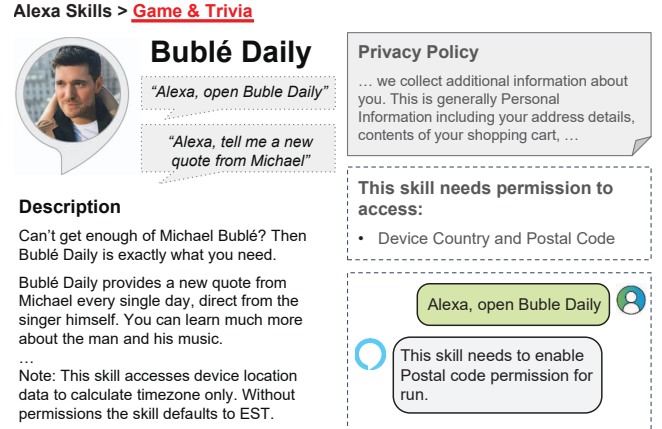 Alexa Skills > Game & Trivia
Bublé Daily
“Alexa, open Buble Daily”
“Alexa, tell me a new
quote from Michael”
Description
Can’t get enough of Michael Bublé? Then
Bublé Daily is exactly what you need.
Bublé Daily provides a new quote from
Michael every single day, direct from the
singer himself. You can learn much more
about the man and his music.
…
Note: This skill accesses device location
data to calculate timezone only. Without
permissions the skill defaults to EST.
Privacy Policy
… we collect additional information about
you. This is generally Personal
Information including your address details,
contents of your shopping cart, …
This skill needs permission to
access:
• Device Country and Postal Code
Alexa, open Buble Daily
This skill needs to enable
Postal code permission for
run.